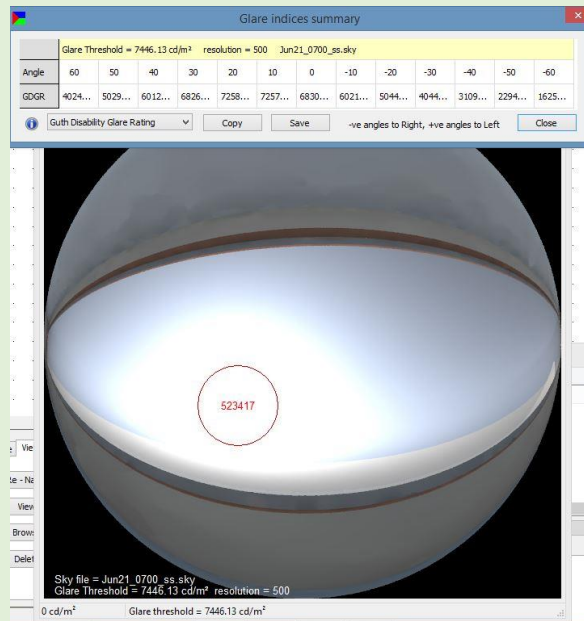 Glare indices summary
Glare Threshold = 7446.13 cd/m² resolution = 500 Jun21_0700_ss.sky
Angle 60 50 40 30 20 10 0 -10 -20 -30 -40 -50 -60
GDGR 4024... 5029... 6012... 6826... 7258... 7257... 6830... 6021... 5044... 4044... 3109... 2294... 1625...
Guth Disability Glare Rating Copy Save -ve angles to Right, +ve angles to Left Close
523417
Vie
View
Brow
Delet
Sky file = Jun21_0700_ss.sky
Glare Threshold = 7446.13 cd/m² resolution = 500
0 cd/m² Glare threshold = 7446.13 cd/m²